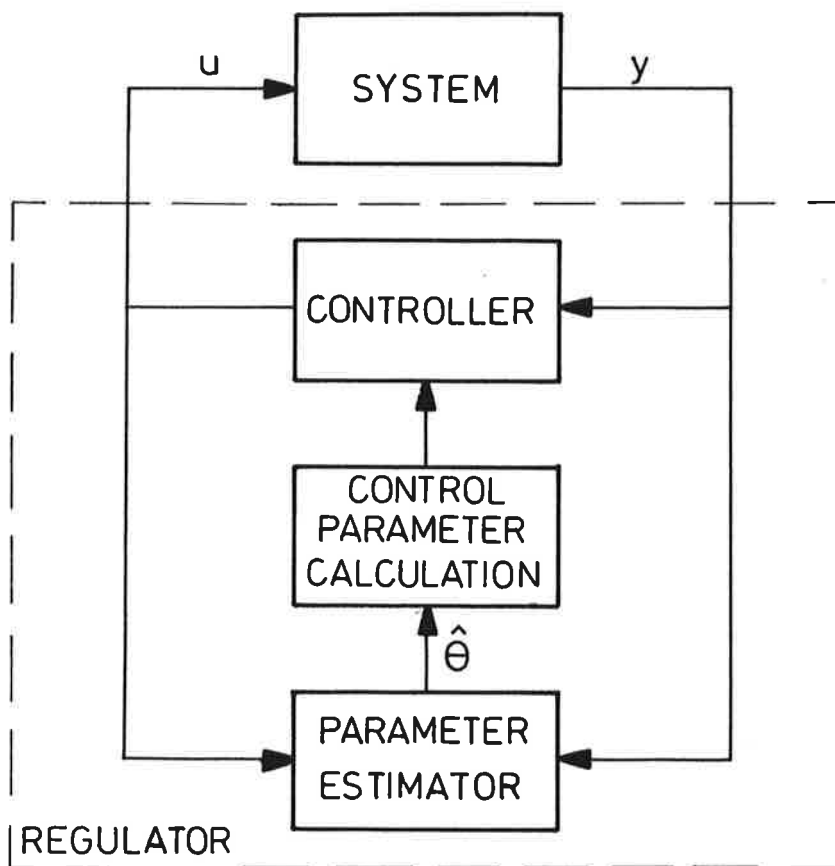 u
SYSTEM
y
CONTROLLER
CONTROL
PARAMETER
CALCULATION
θ̂
PARAMETER
ESTIMATOR
REGULATOR